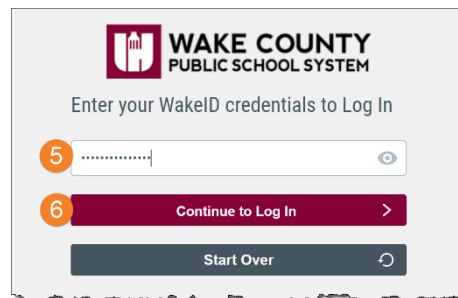 WAKE COUNTY
PUBLIC SCHOOL SYSTEM
Enter your WakeID credentials to Log In
5
6 Continue to Log In
Start Over